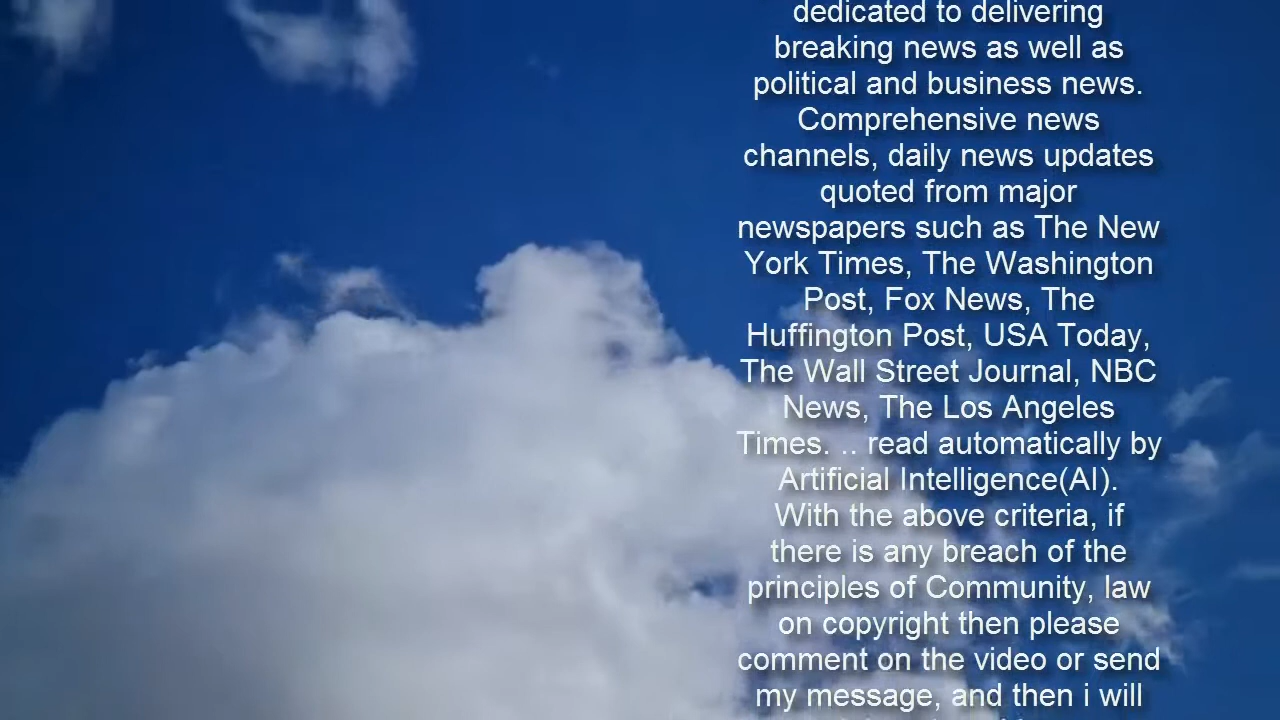 dedicated to delivering
breaking news as well as
political and business news.
Comprehensive news
channels, daily news updates
quoted from major
newspapers such as The New
York Times, The Washington
Post, Fox News, The
Huffington Post, USA Today,
The Wall Street Journal, NBC
News, The Los Angeles
Times. .. read automatically by
Artificial Intelligence(AI).
With the above criteria, if
there is any breach of the
principles of Community, law
on copyright then please
comment on the video or send
my message, and then i will